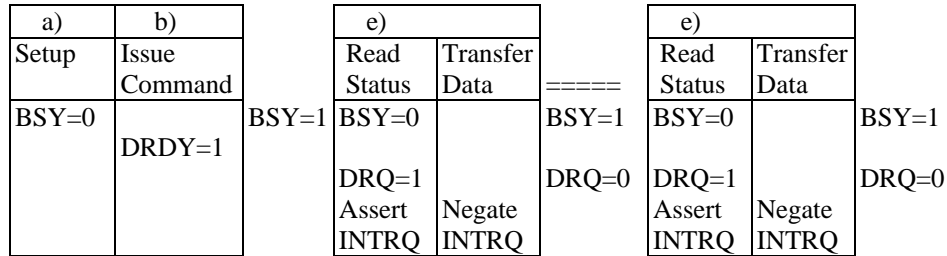 a) b) e) e)
Setup Issue Read Transfer Read Transfer
Command Status Data ===== Status Data
BSY=0 BSY=1 BSY=0 BSY=1 BSY=0 BSY=1
DRDY=1
DRQ=1 DRQ=0 DRQ=1 DRQ=0
Assert Negate Assert Negate
INTRQ INTRQ INTRQ INTRQ